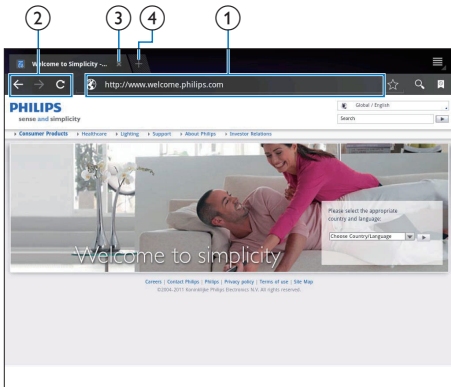 2 3 4 1
Welcome to Simplicity -... x +
http://www.welcome.philips.com
PHILIPS
sense and simplicity
Global / English
Search
Consumer Products Healthcare Lighting Support About Philips Investor Relations
Please select the appropriate
country and language:
Choose Country/Language
Welcome to simplicity
Careers | Contact Philips | Philips | Privacy policy | Terms of use | Site Map
©2004-2011 Koninklijke Philips Electronics N.V. All rights reserved.